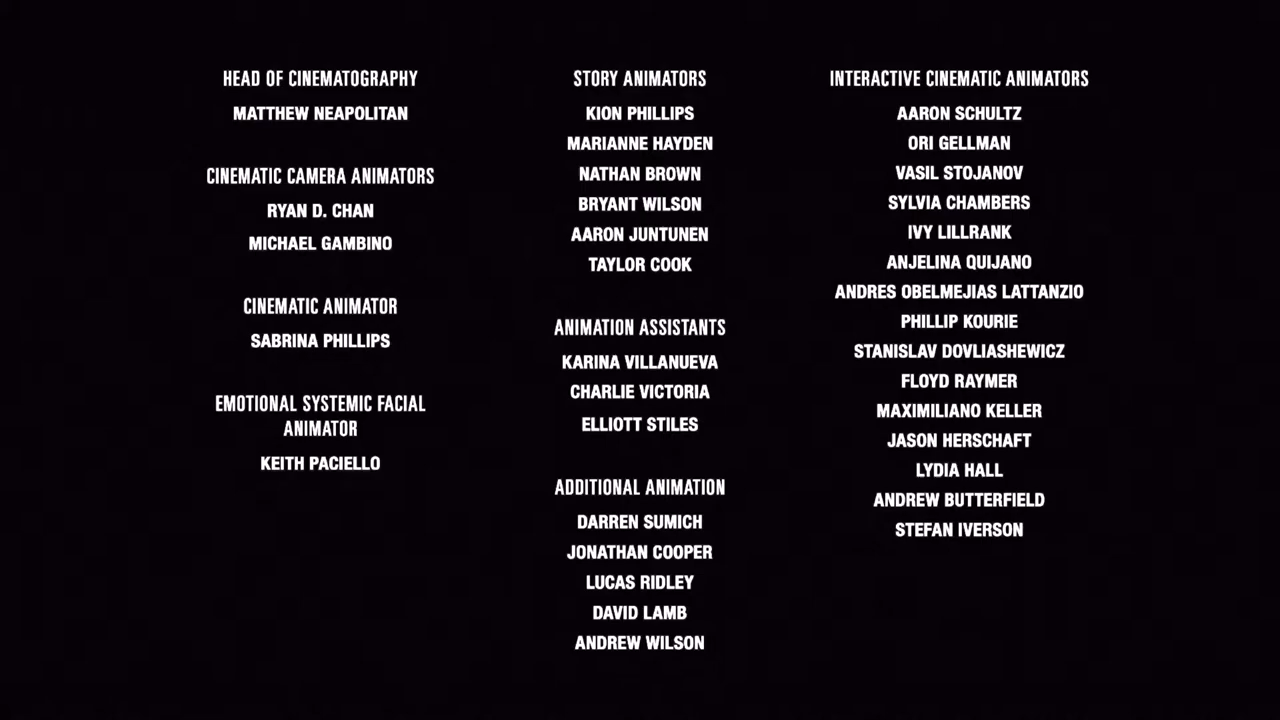 HEAD OF CINEMATOGRAPHY
MATTHEW NEAPOLITAN
CINEMATIC CAMERA ANIMATORS
RYAN D. CHAN
MICHAEL GAMBINO
CINEMATIC ANIMATOR
SABRINA PHILLIPS
EMOTIONAL SYSTEMIC FACIAL
ANIMATOR
KEITH PACIELLO
STORY ANIMATORS
KION PHILLIPS
MARIANNE HAYDEN
NATHAN BROWN
BRYANT WILSON
AARON JUNTUNEN
TAYLOR COOK
ANIMATION ASSISTANTS
KARINA VILLANUEVA
CHARLIE VICTORIA
ELLIOTT STILES
ADDITIONAL ANIMATION
DARREN SUMICH
JONATHAN COOPER
LUCAS RIDLEY
DAVID LAMB
ANDREW WILSON
INTERACTIVE CINEMATIC ANIMATORS
AARON SCHULTZ
ORI GELLMAN
VASIL STOJANOV
SYLVIA CHAMBERS
IVY LILLRANK
ANJELINA QUIJANO
ANDRES OBELMEJIAS LATTANZIO
PHILLIP KOURIE
STANISLAV DOVLIASHEWICZ
FLOYD RAYMER
MAXIMILIANO KELLER
JASON HERSCHAFT
LYDIA HALL
ANDREW BUTTERFIELD
STEFAN IVERSON